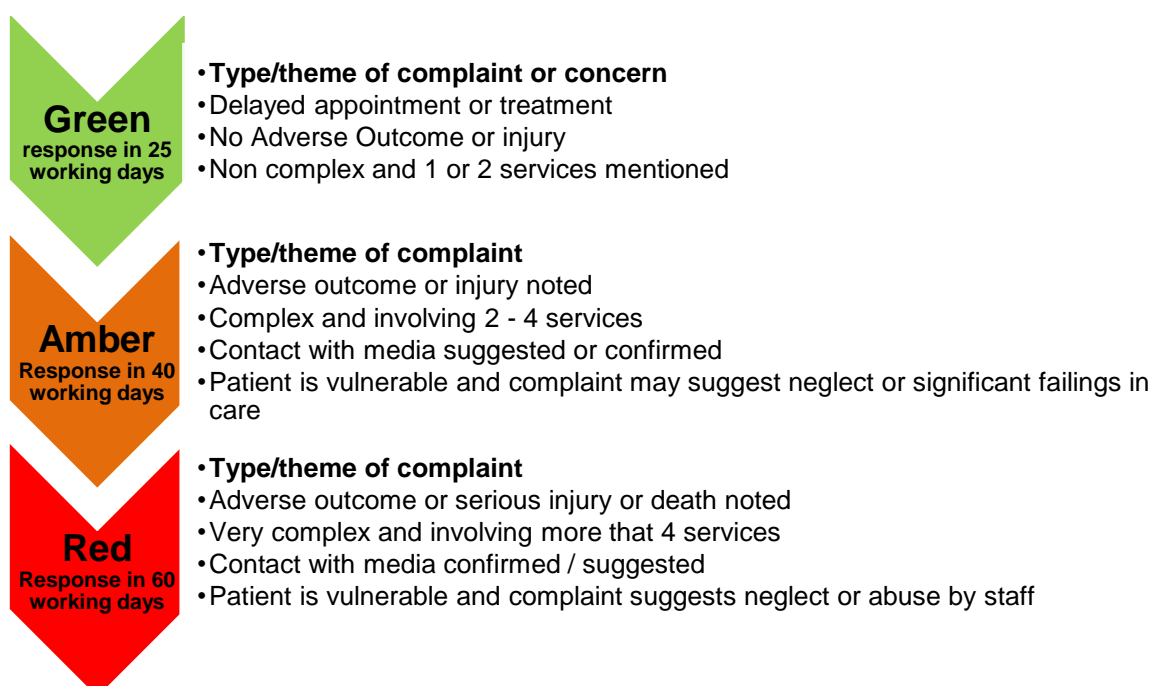 Green
response in 25
working days
•Type/theme of complaint or concern
•Delayed appointment or treatment
•No Adverse Outcome or injury
•Non complex and 1 or 2 services mentioned
Amber
Response in 40
working days
•Type/theme of complaint
•Adverse outcome or injury noted
•Complex and involving 2 - 4 services
•Contact with media suggested or confirmed
•Patient is vulnerable and complaint may suggest neglect or significant failings in
care
Red
Response in 60
working days
•Type/theme of complaint
•Adverse outcome or serious injury or death noted
•Very complex and involving more that 4 services
•Contact with media confirmed / suggested
•Patient is vulnerable and complaint suggests neglect or abuse by staff